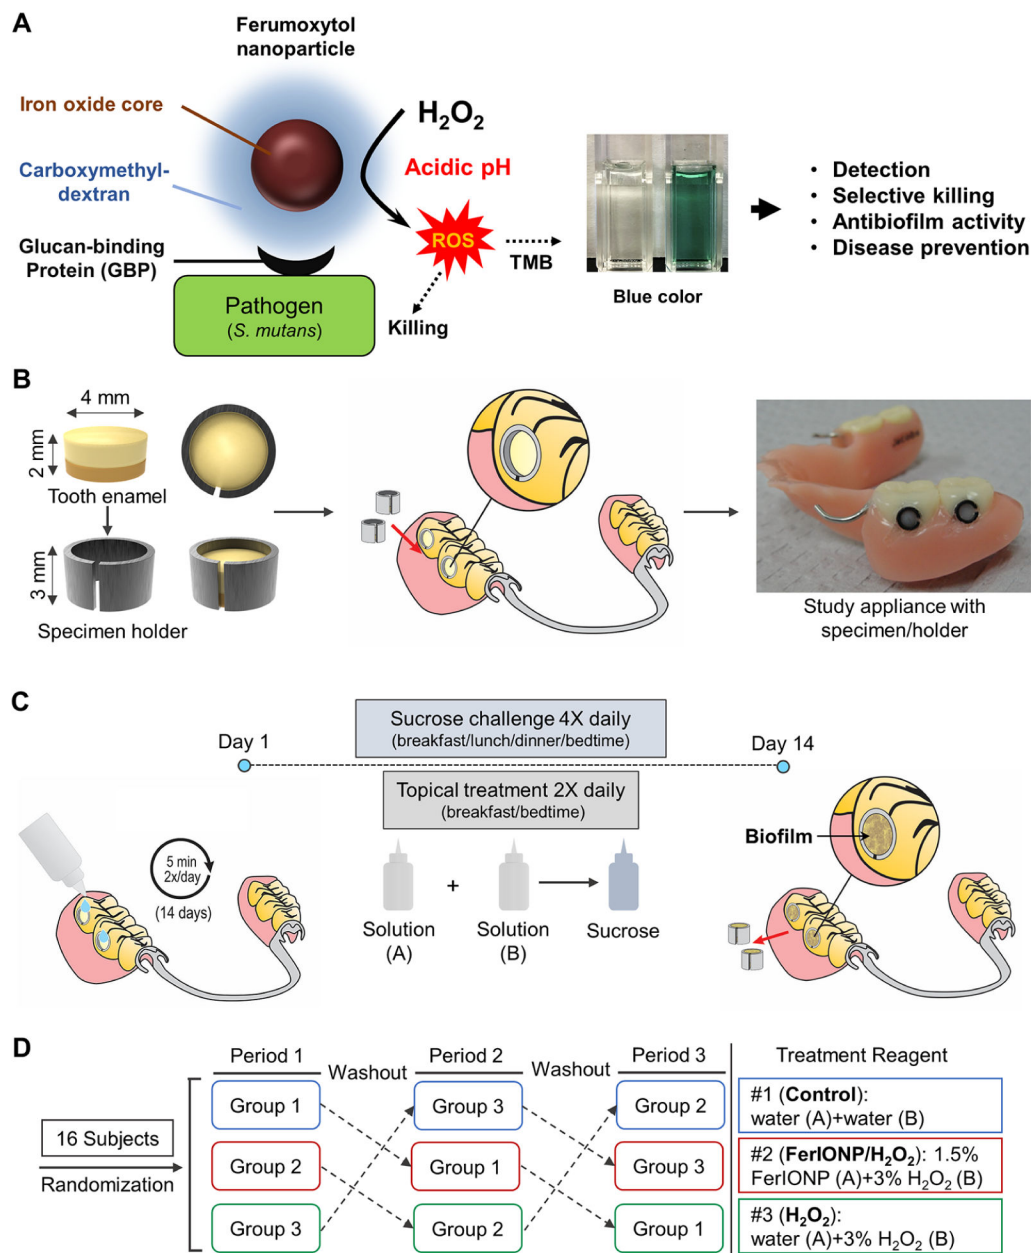 A
Ferumoxytol
nanoparticle
Iron oxide core
Carboxymethyl-
dextran
Glucan-binding
Protein (GBP)
H₂O₂
Acidic pH
ROS
TMB
Killing
Pathogen
(S. mutans)
Blue color
• Detection
• Selective killing
• Antibiofilm activity
• Disease prevention
B
4 mm
2 mm
Tooth enamel
3 mm
Specimen holder
Study appliance with
specimen/holder
C
Sucrose challenge 4X daily
(breakfast/lunch/dinner/bedtime)
Day 1
Day 14
Topical treatment 2X daily
(breakfast/bedtime)
5 min
2x/day
(14 days)
+
Solution
(A)
Solution
(B)
Sucrose
Biofilm
D
Period 1
Washout
Period 2
Washout
Period 3
Treatment Reagent
16 Subjects
Randomization
Group 1
Group 3
Group 2
Group 2
Group 1
Group 3
Group 3
Group 2
Group 1
#1 (Control):
water (A)+water (B)
#2 (FerIONP/H₂O₂): 1.5%
FerIONP (A)+3% H₂O₂ (B)
#3 (H₂O₂):
water (A)+3% H₂O₂ (B)